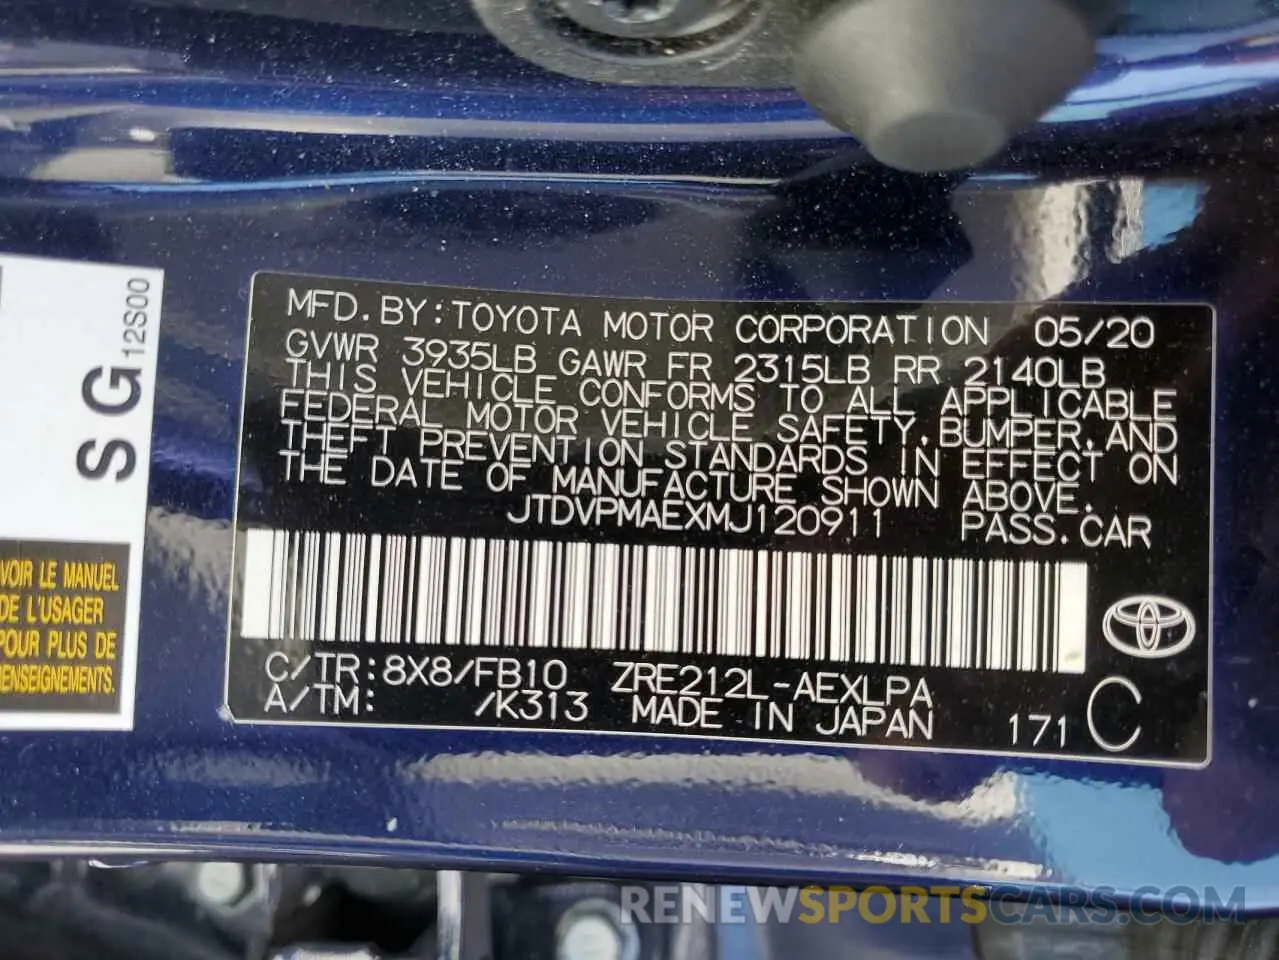 MFD. BY: TOYOTA MOTOR CORPORATION 05/20
GVWR 3935LB GAWR FR 2315LB RR 2140LB
THIS VEHICLE CONFORMS TO ALL APPLICABLE
FEDERAL MOTOR VEHICLE SAFETY, BUMPER, AND
THEFT PREVENTION STANDARDS IN EFFECT ON
THE DATE OF MANUFACTURE SHOWN ABOVE.
JTDVPMAEXMJ120911 PASS. CAR
C/TR: 8X8/FB10 ZRE212L-AEXLPA
A/TM: /K313 MADE IN JAPAN 171 C
SG 12S00
VOIR LE MANUEL
DE L'USAGER
POUR PLUS DE
RENSEIGNEMENTS.
RENEWSPORTSCARS.COM